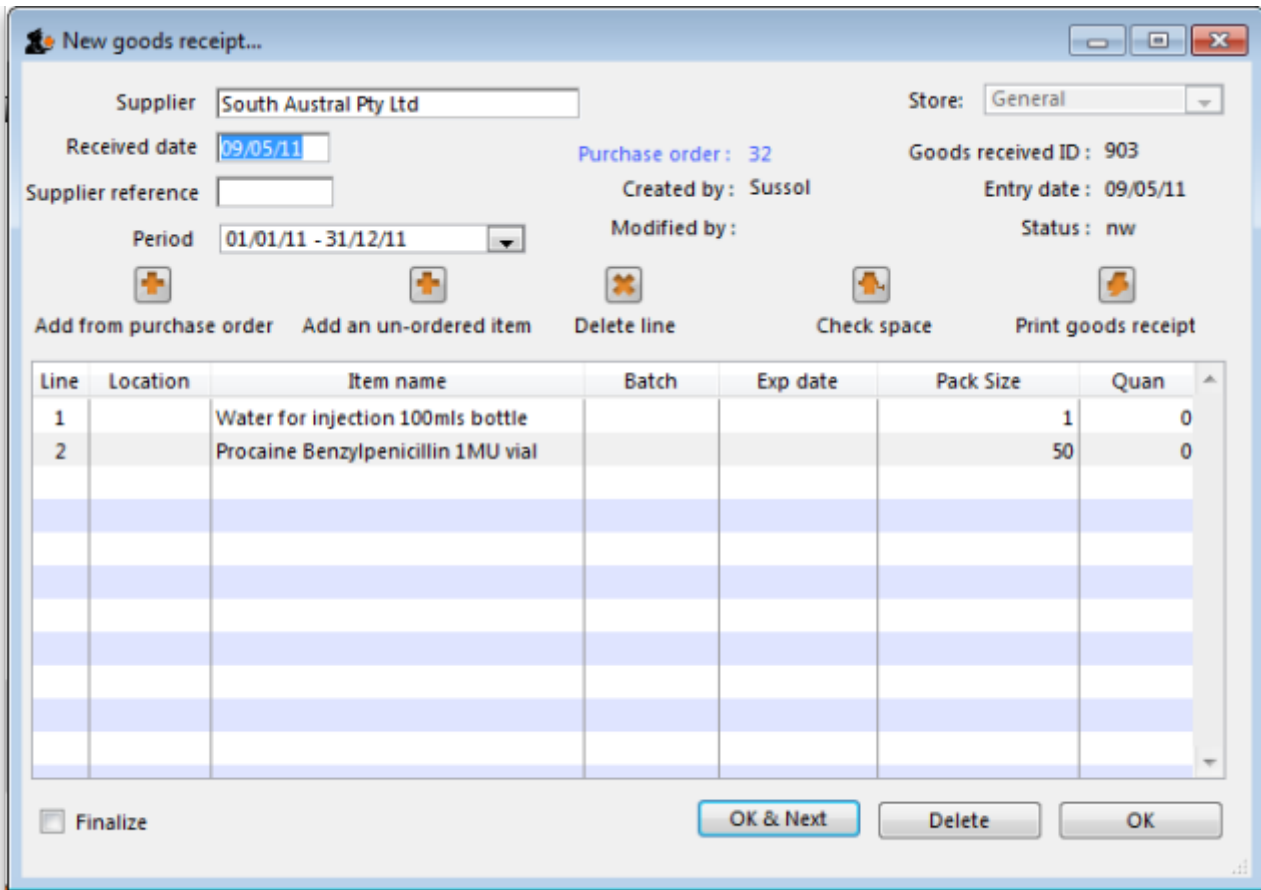 New goods receipt...
Supplier South Austral Pty Ltd Store: General
Received date 09/05/11 Purchase order : 32 Goods received ID : 903
Supplier reference Created by : Sussol Entry date : 09/05/11
Period 01/01/11 - 31/12/11 Modified by : Status : nw
Add from purchase order Add an un-ordered item Delete line Check space Print goods receipt
Line Location Item name Batch Exp date Pack Size Quan
1 Water for injection 100mls bottle 1 0
2 Procaine Benzylpenicillin 1MU vial 50 0
Finalize OK & Next Delete OK